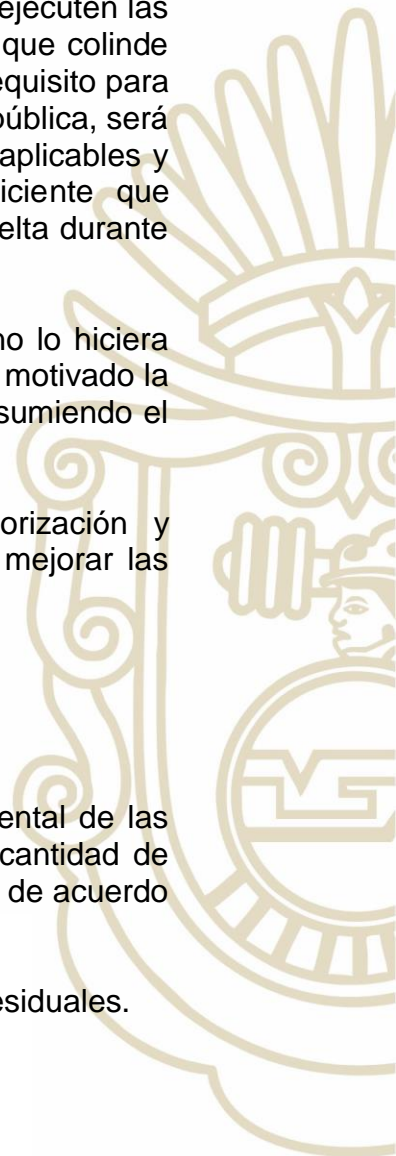 ejecuten las
que colinde
equisito para
pública, será
aplicables y
iciente que
elta durante
no lo hiciera
motivado la
sumiendo el
orización y
mejorar las
ental de las
cantidad de
de acuerdo
esiduales.